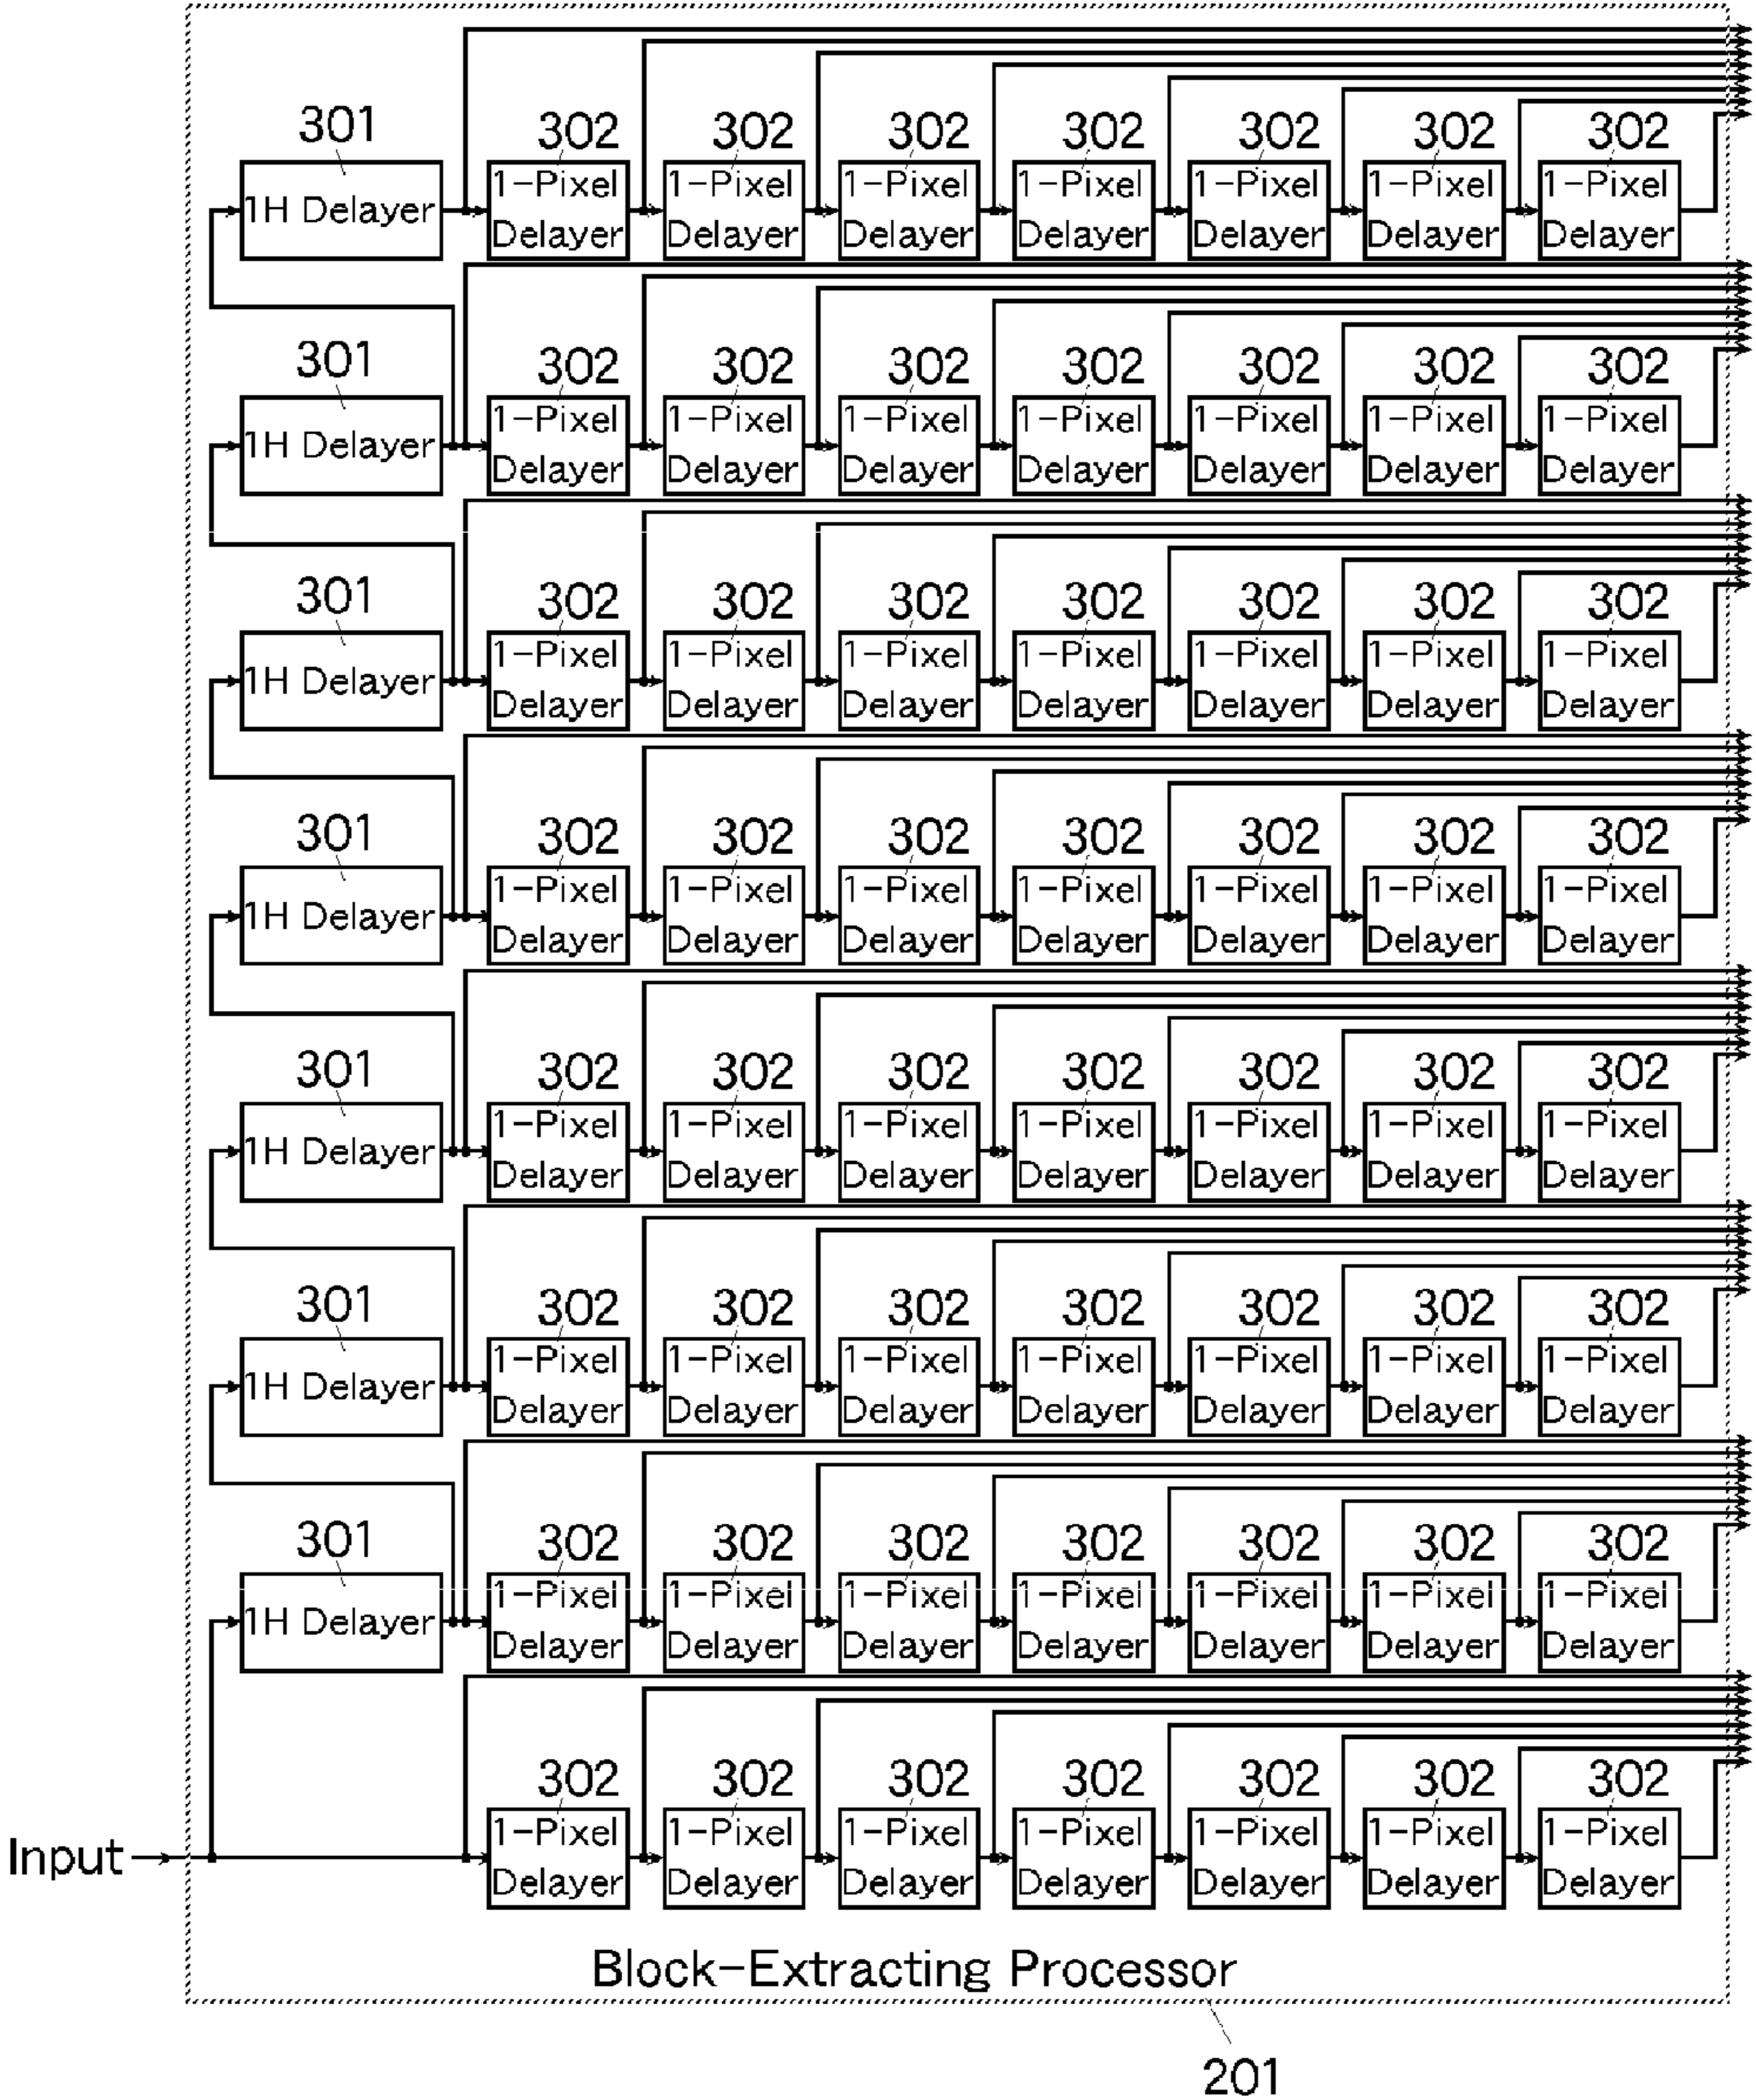 301 302 302 302 302 302 302 302
1-Pixel 1-Pixel 1-Pixel 1-Pixel 1-Pixel 1-Pixel 1-Pixel
1H Delayer
Delayer Delayer Delayer Delayer Delayer Delayer Delayer
301 302 302 302 302 302 302 302
1-Pixel 1-Pixel 1-Pixel 1-Pixel 1-Pixel 1-Pixel 1-Pixel
1H Delayer
Delayer Delayer Delayer Delayer Delayer Delayer Delayer
301 302 302 302 302 302 302 302
1-Pixel 1-Pixel 1-Pixel 1-Pixel 1-Pixel 1-Pixel 1-Pixel
1H Delayer
Delayer Delayer Delayer Delayer Delayer Delayer Delayer
301 302 302 302 302 302 302 302
1-Pixel 1-Pixel 1-Pixel 1-Pixel 1-Pixel 1-Pixel 1-Pixel
1H Delayer
Delayer Delayer Delayer Delayer Delayer Delayer Delayer
301 302 302 302 302 302 302 302
1-Pixel 1-Pixel 1-Pixel 1-Pixel 1-Pixel 1-Pixel 1-Pixel
1H Delayer
Delayer Delayer Delayer Delayer Delayer Delayer Delayer
301 302 302 302 302 302 302 302
1-Pixel 1-Pixel 1-Pixel 1-Pixel 1-Pixel 1-Pixel 1-Pixel
1H Delayer
Delayer Delayer Delayer Delayer Delayer Delayer Delayer
301 302 302 302 302 302 302 302
1-Pixel 1-Pixel 1-Pixel 1-Pixel 1-Pixel 1-Pixel 1-Pixel
1H Delayer
Delayer Delayer Delayer Delayer Delayer Delayer Delayer
302 302 302 302 302 302 302
1-Pixel 1-Pixel 1-Pixel 1-Pixel 1-Pixel 1-Pixel 1-Pixel
Input
Delayer Delayer Delayer Delayer Delayer Delayer Delayer
Block-Extracting Processor
201